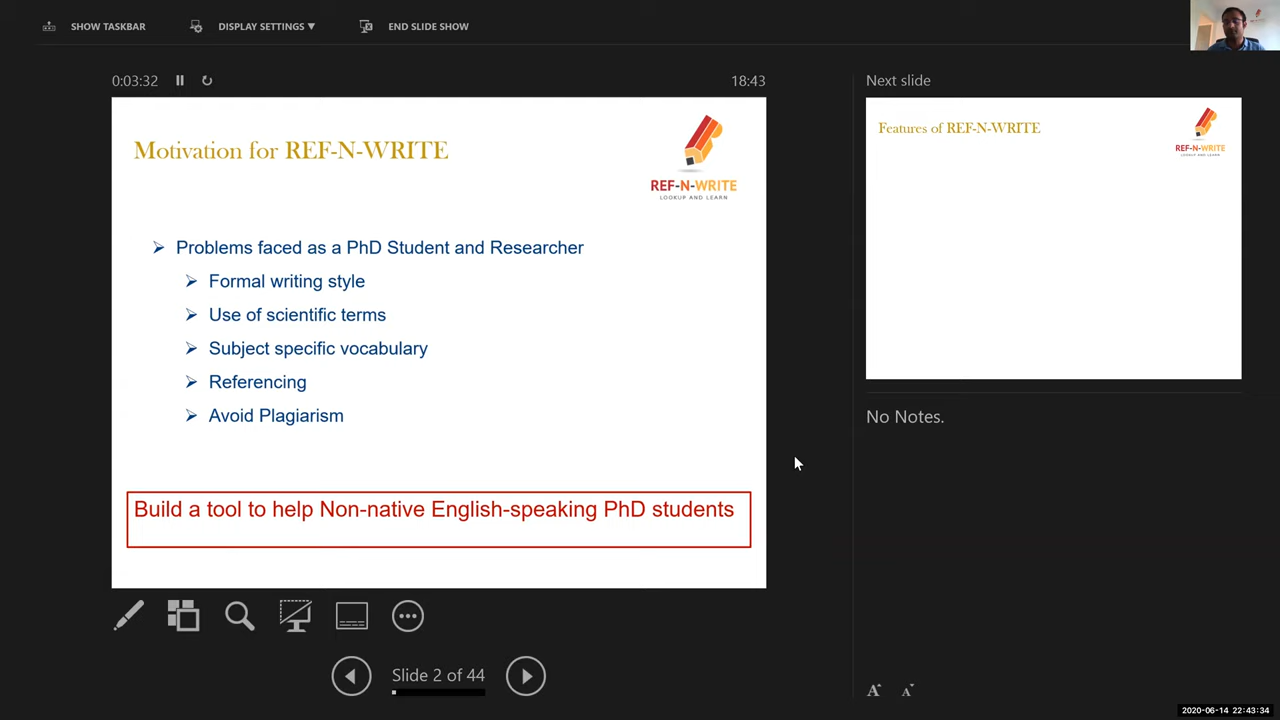 SHOW TASKBAR DISPLAY SETTINGS ▼ END SLIDE SHOW
0:03:32 18:43
Motivation for REF-N-WRITE
REF-N-WRITE
LOOKUP AND LEARN
Problems faced as a PhD Student and Researcher
Formal writing style
Use of scientific terms
Subject specific vocabulary
Referencing
Avoid Plagiarism
Build a tool to help Non-native English-speaking PhD students
Slide 2 of 44
Next slide
Features of REF-N-WRITE
REF-N-WRITE
LOOKUP AND LEARN
No Notes.
A A
2020-06-14 22:43:34